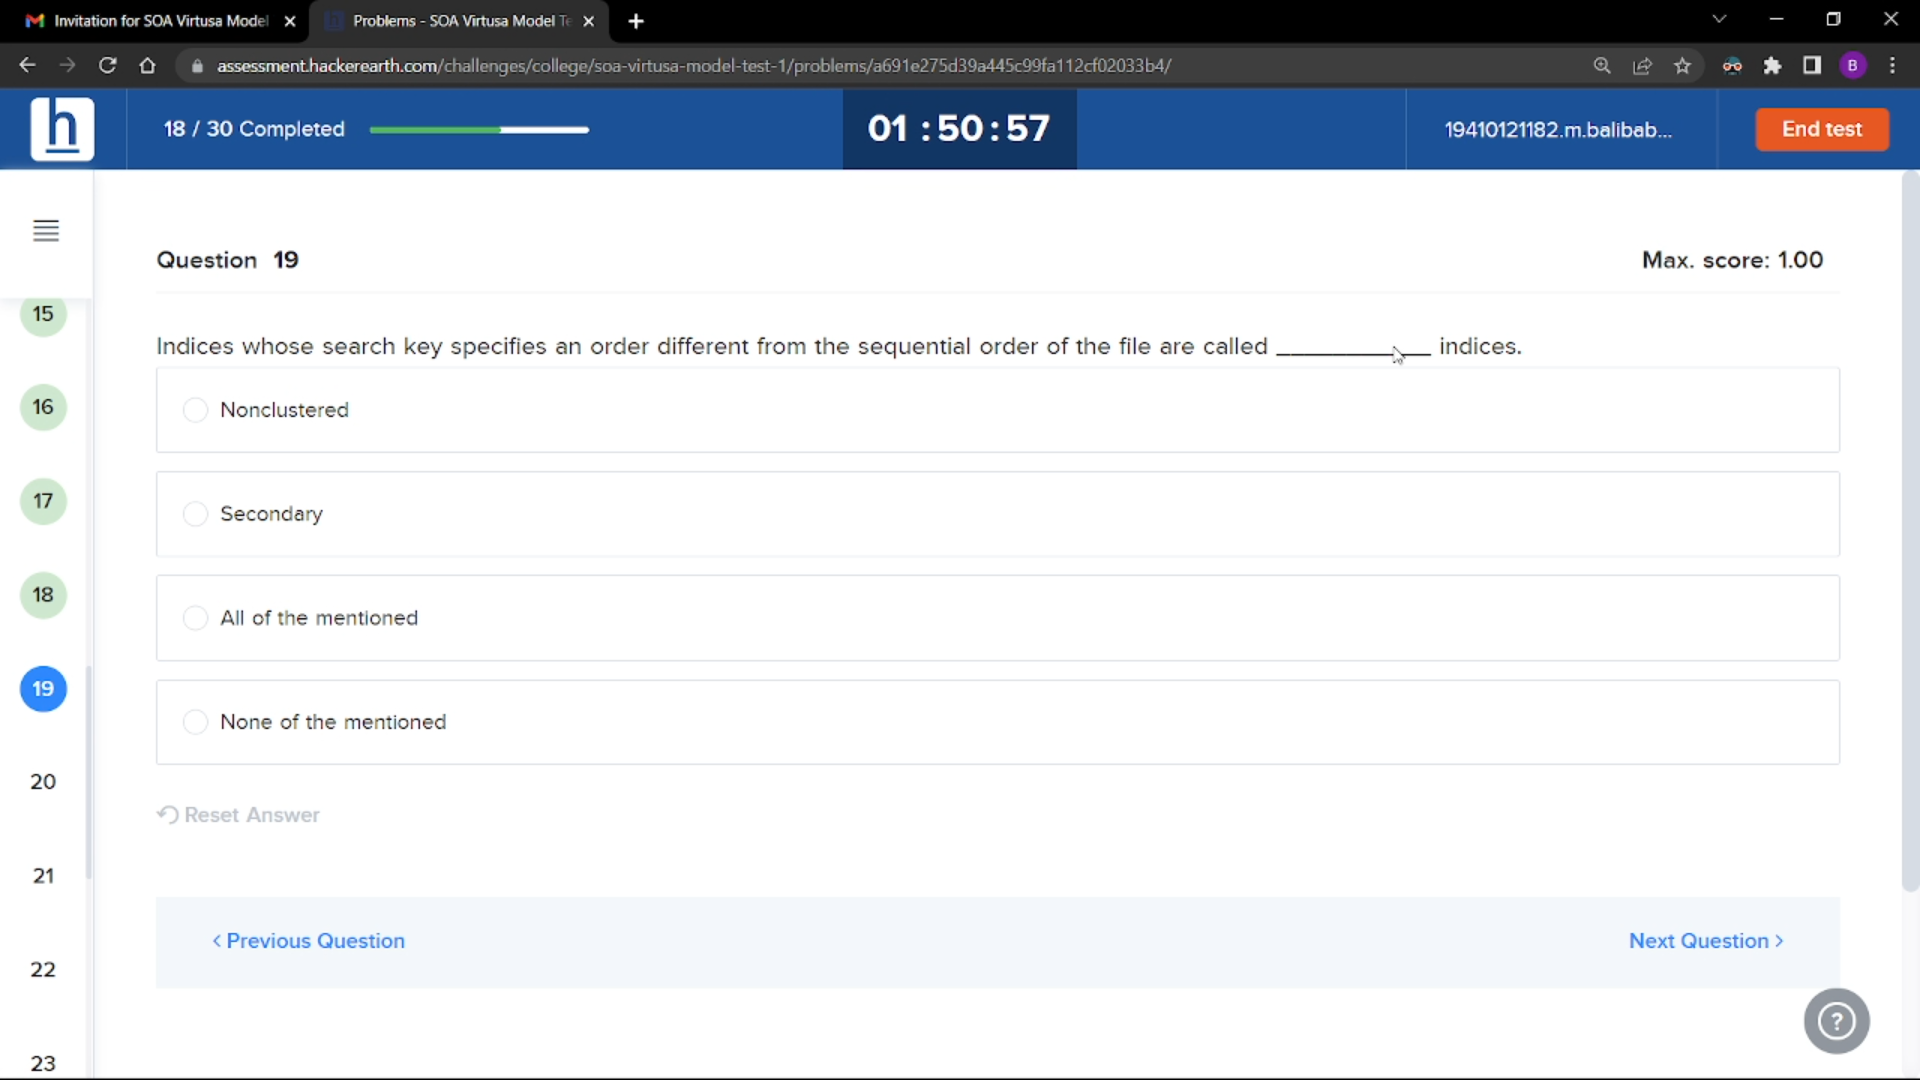 Invitation for SOA Virtusa Model
Problems - SOA Virtusa Model Te
assessment.hackerearth.com/challenges/college/soa-virtusa-model-test-1/problems/a691e275d39a445c99fa112cf02033b4/
B
h
18 / 30 Completed
01 : 50 : 57
19410121182.m.balibab...
End test
Question 19
Max. score: 1.00
15
Indices whose search key specifies an order different from the sequential order of the file are called ____________ indices.
16
Nonclustered
17
Secondary
18
All of the mentioned
19
None of the mentioned
20
Reset Answer
21
< Previous Question
Next Question >
22
?
23